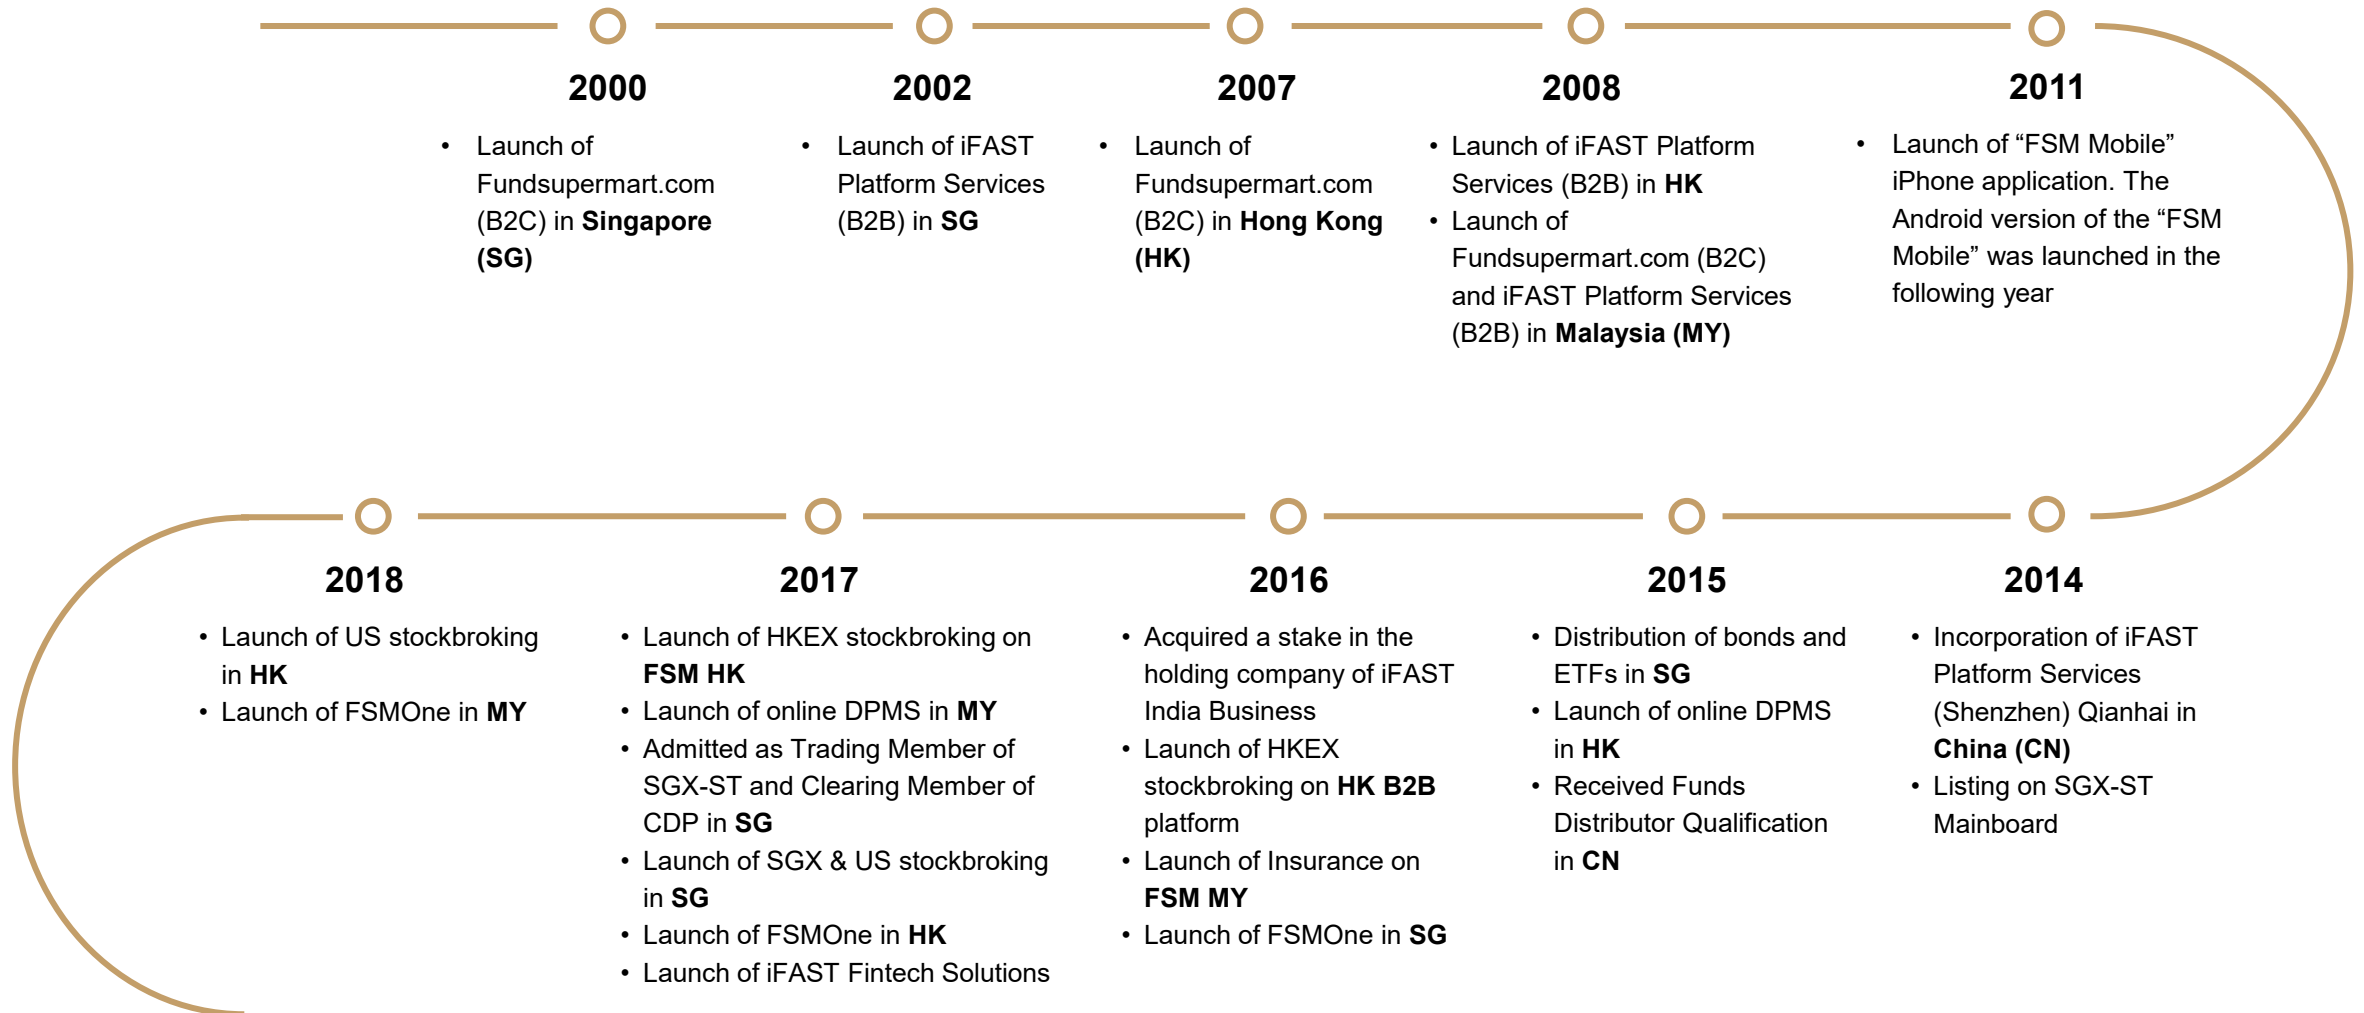 2000
• Launch of
Fundsupermart.com
(B2C) in Singapore
(SG)
2002
• Launch of iFAST
Platform Services
(B2B) in SG
2007
• Launch of
Fundsupermart.com
(B2C) in Hong Kong
(HK)
2008
• Launch of iFAST Platform
Services (B2B) in HK
• Launch of
Fundsupermart.com (B2C)
and iFAST Platform Services
(B2B) in Malaysia (MY)
2011
• Launch of “FSM Mobile”
iPhone application. The
Android version of the “FSM
Mobile” was launched in the
following year
2018
• Launch of US stockbroking
in HK
• Launch of FSMOne in MY
2017
• Launch of HKEX stockbroking on
FSM HK
• Launch of online DPMS in MY
• Admitted as Trading Member of
SGX-ST and Clearing Member of
CDP in SG
• Launch of SGX & US stockbroking
in SG
• Launch of FSMOne in HK
• Launch of iFAST Fintech Solutions
2016
• Acquired a stake in the
holding company of iFAST
India Business
• Launch of HKEX
stockbroking on HK B2B
platform
• Launch of Insurance on
FSM MY
• Launch of FSMOne in SG
2015
• Distribution of bonds and
ETFs in SG
• Launch of online DPMS
in HK
• Received Funds
Distributor Qualification
in CN
2014
• Incorporation of iFAST
Platform Services
(Shenzhen) Qianhai in
China (CN)
• Listing on SGX-ST
Mainboard